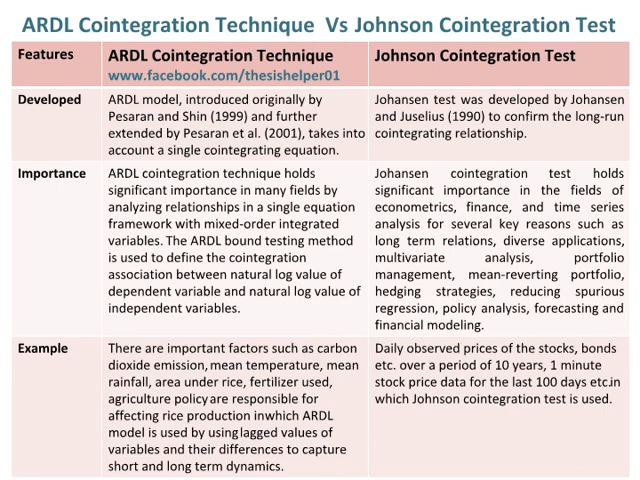 ARDL Cointegration Technique Vs Johnson Cointegration Test
Features
ARDL Cointegration Technique
www.facebook.com/thesishelper01
Johnson Cointegration Test
Developed
ARDL model, introduced originally by
Pesaran and Shin (1999) and further
extended by Pesaran et al. (2001), takes into
account a single cointegrating equation.
Johansen test was developed by Johansen
and Juselius (1990) to confirm the long-run
cointegrating relationship.
Importance
ARDL cointegration technique holds
significant importance in many fields by
analyzing relationships in a single equation
framework with mixed-order integrated
variables. The ARDL bound testing method
is used to define the cointegration
association between natural log value of
dependent variable and natural log value of
independent variables.
Johansen cointegration test holds
significant importance in the fields of
econometrics, finance, and time series
analysis for several key reasons such as
long term relations, diverse applications,
multivariate analysis, portfolio
management, mean-reverting portfolio,
hedging strategies, reducing spurious
regression, policy analysis, forecasting and
financial modeling.
Example
There are important factors such as carbon
dioxide emission, mean temperature, mean
rainfall, area under rice, fertilizer used,
agriculture policy are responsible for
affecting rice production inwhich ARDL
model is used by using lagged values of
variables and their differences to capture
short and long term dynamics.
Daily observed prices of the stocks, bonds
etc. over a period of 10 years, 1 minute
stock price data for the last 100 days etc.in
which Johnson cointegration test is used.